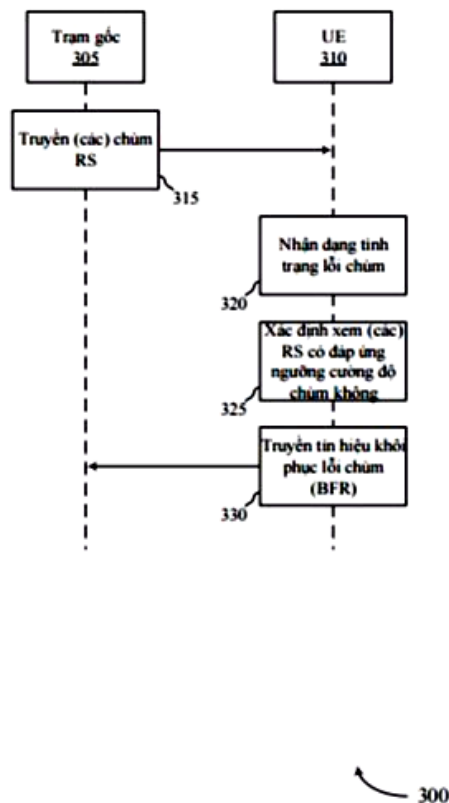 Trạm gốc
305
UE
310
Truyền (các) chùm
RS
315
Nhận dạng tình
trạng lỗi chùm
320
Xác định xem (các)
RS có đáp ứng
ngưỡng cường độ
chùm không
325
Truyền tín hiệu khôi
phục lỗi chùm
(BFR)
330
300